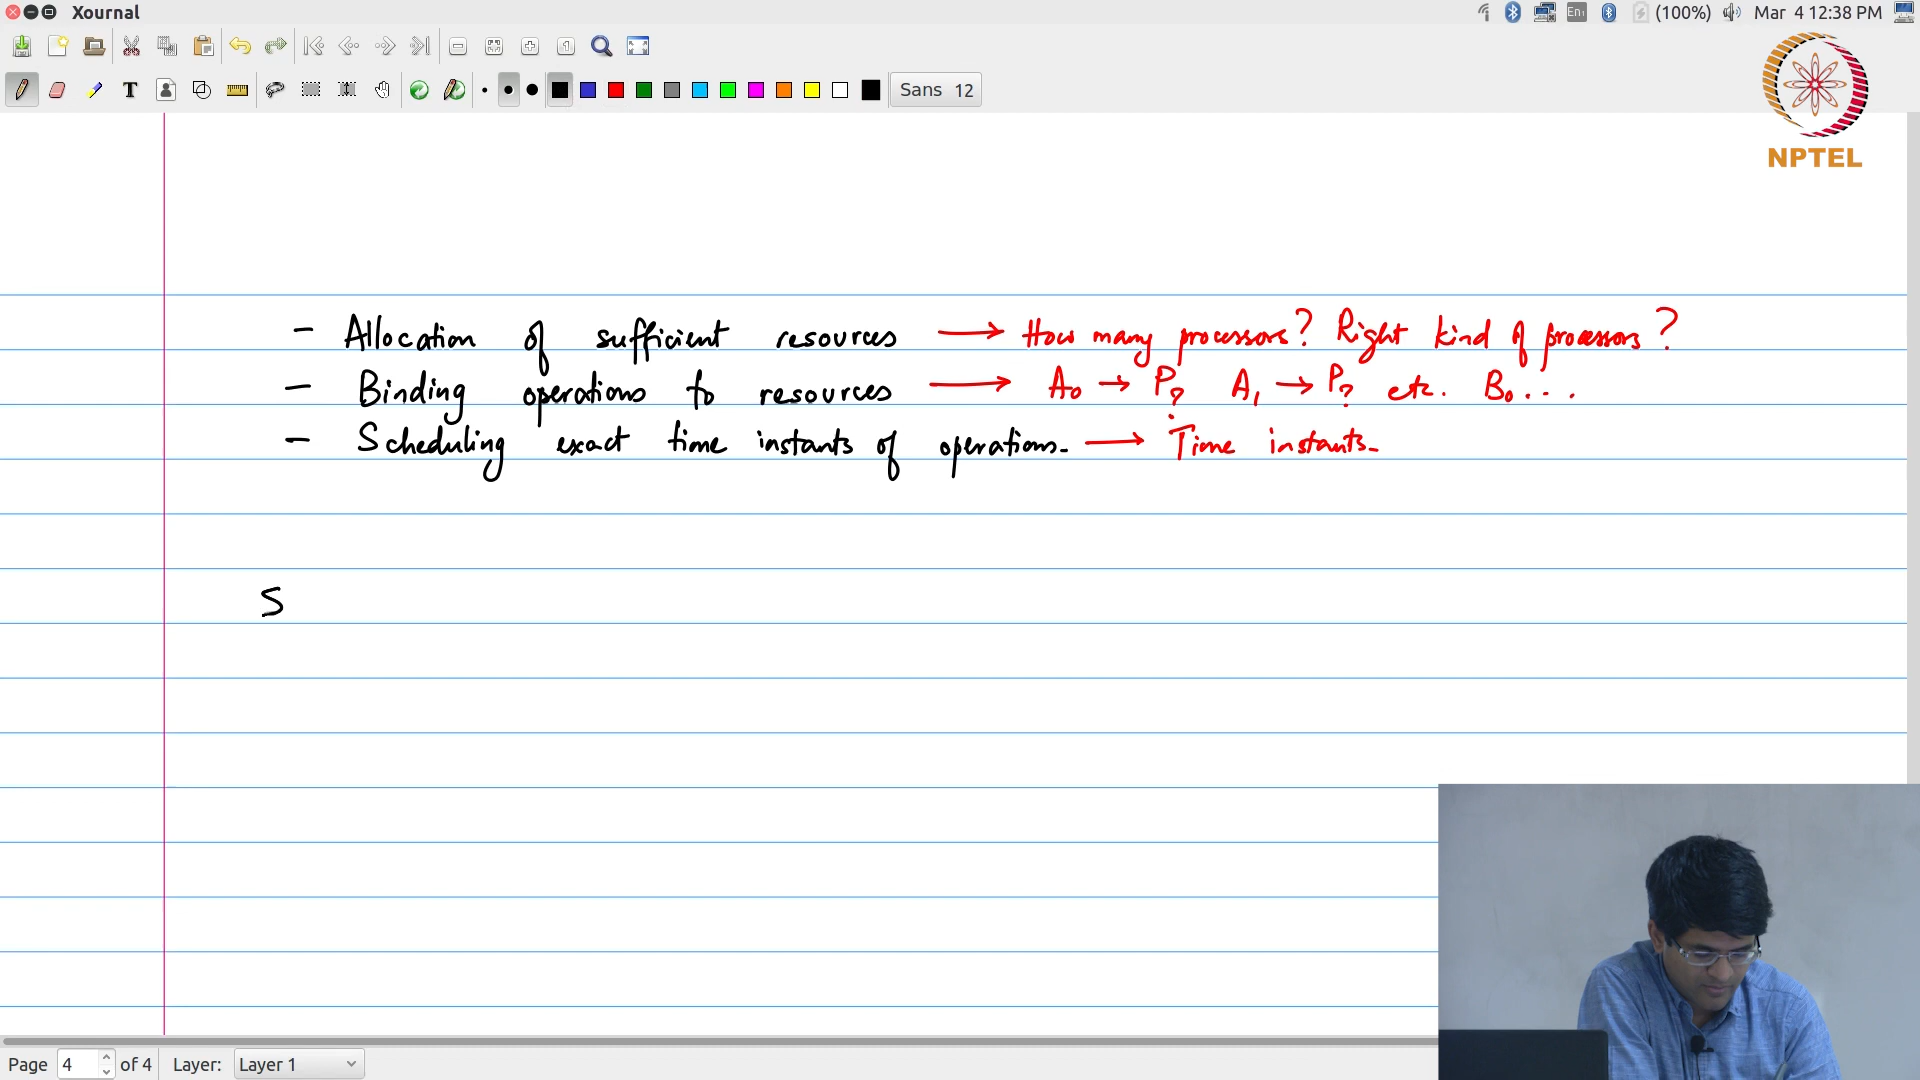 Xournal
En₁ (100%) Mar 4 12:38 PM
T Sans 12
NPTEL
- Allocation of sufficient resources → How many processors? Right kind of processors?
- Binding operations to resources → A₀ → P? A₁ → P? etc. B₀ ....
- Scheduling exact time instants of operations. → Time instants.
S
Page 4 of 4 Layer: Layer 1